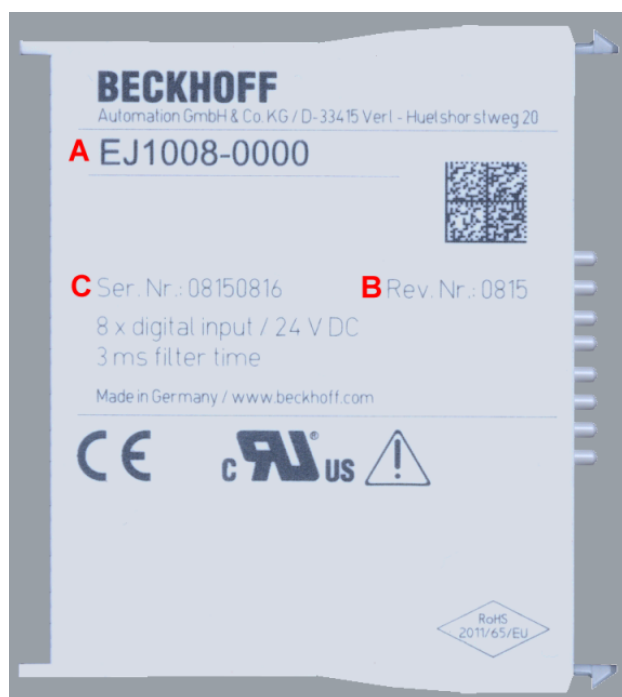 BECKHOFF
Automation GmbH & Co. KG / D-33415 Verl - Huelshorstweg 20
A EJ1008-0000
C Ser. Nr.: 08150816 B Rev. Nr.: 0815
8 x digital input / 24 V DC
3 ms filter time
Made in Germany / www.beckhoff.com
CE c RU ® US !
RoHS
2011/65/EU